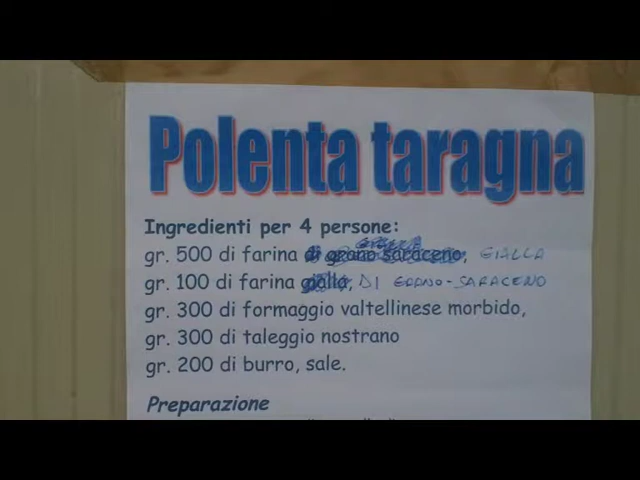 Polenta taragna
Ingredienti per 4 persone:
gr. 500 di farina di grano saraceno, GIALLA
gr. 100 di farina gialla, DI GRANO-SARACENO
gr. 300 di formaggio valtellinese morbido,
gr. 300 di taleggio nostrano
gr. 200 di burro, sale.
Preparazione